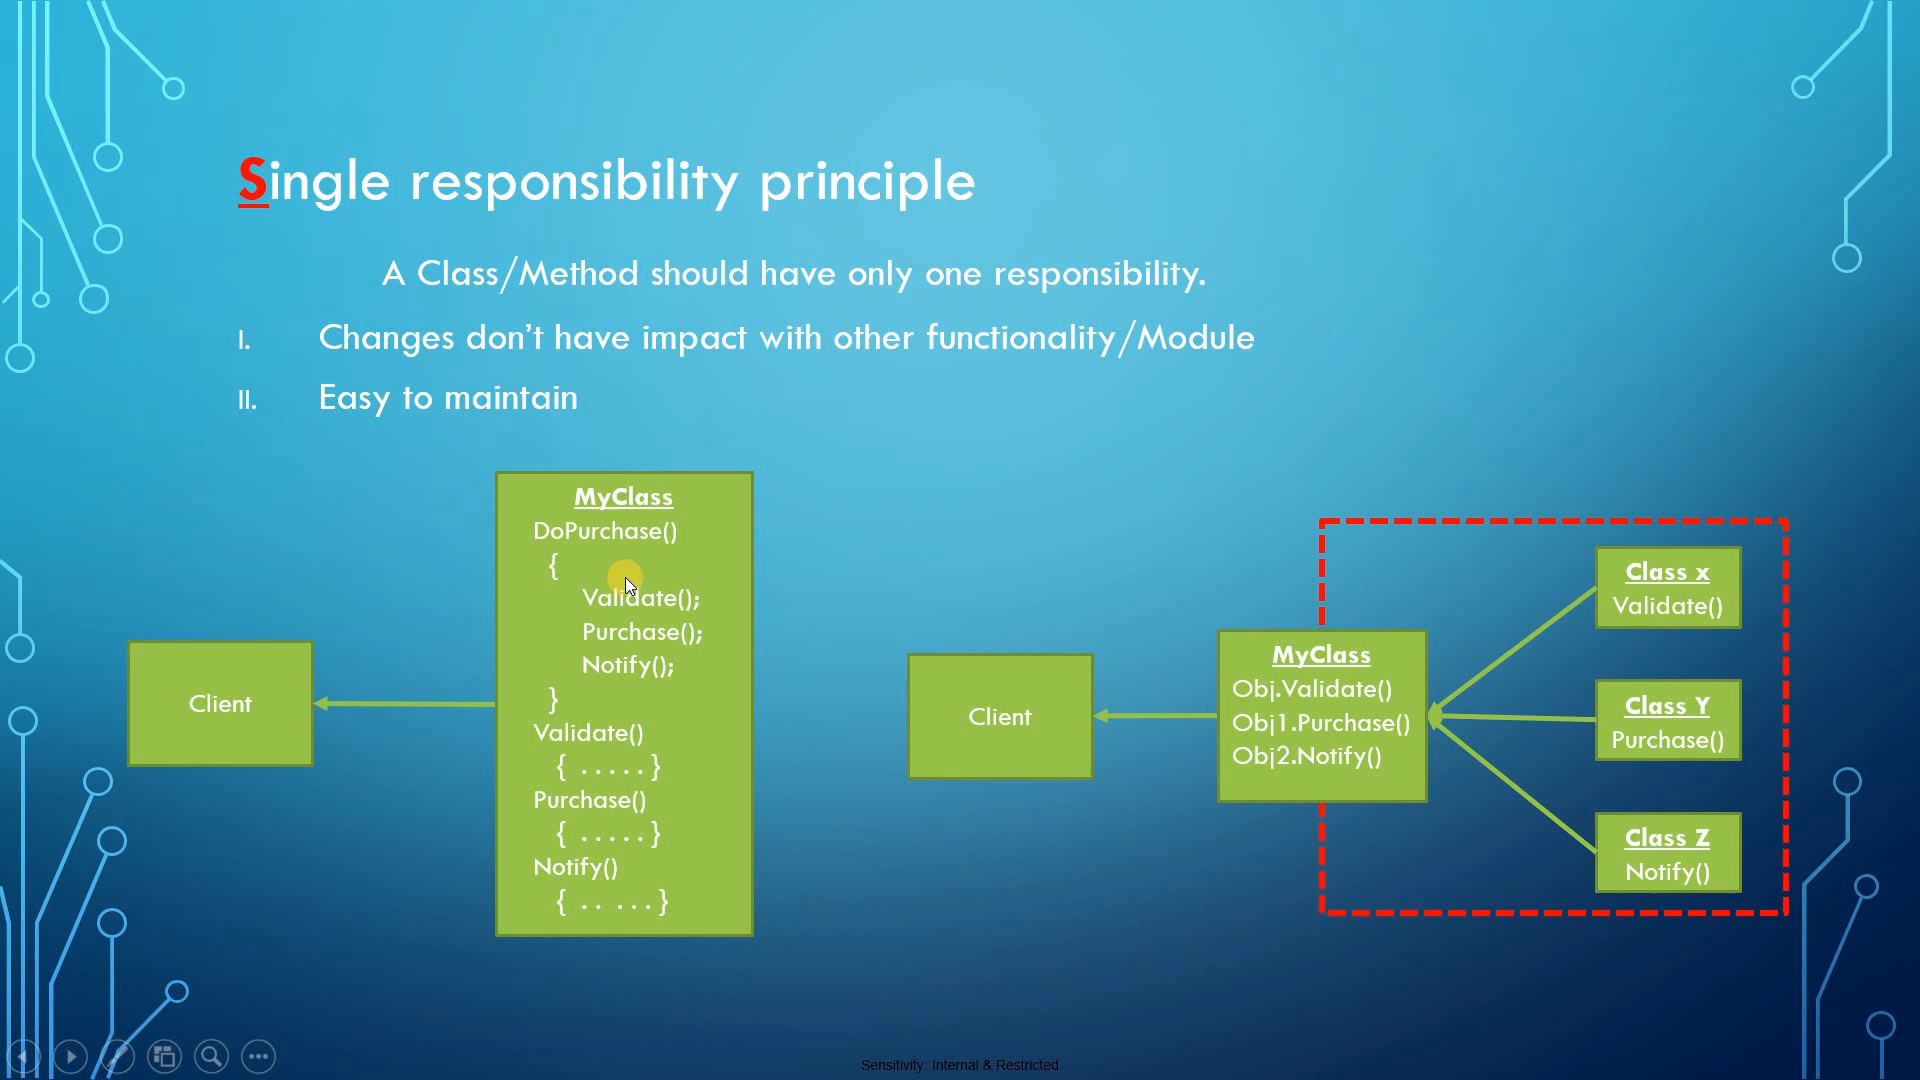 Single responsibility principle
A Class/Method should have only one responsibility.
I. Changes don't have impact with other functionality/Module
II. Easy to maintain
Client
MyClass
DoPurchase()
{
Validate();
Purchase();
Notify();
}
Validate()
{ . . . . . }
Purchase()
{ . . . . . }
Notify()
{ . . . . . }
Client
MyClass
Obj.Validate()
Obj1.Purchase()
Obj2.Notify()
Class x
Validate()
Class Y
Purchase()
Class Z
Notify()
Sensitivity: Internal & Restricted